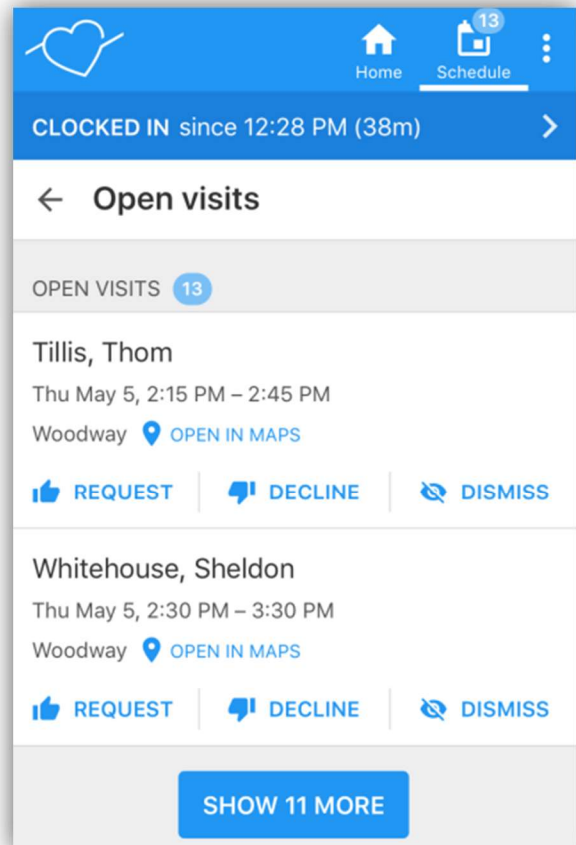 13
Home Schedule
CLOCKED IN since 12:28 PM (38m)
Open visits
OPEN VISITS 13
Tillis, Thom
Thu May 5, 2:15 PM – 2:45 PM
Woodway OPEN IN MAPS
REQUEST DECLINE DISMISS
Whitehouse, Sheldon
Thu May 5, 2:30 PM – 3:30 PM
Woodway OPEN IN MAPS
REQUEST DECLINE DISMISS
SHOW 11 MORE